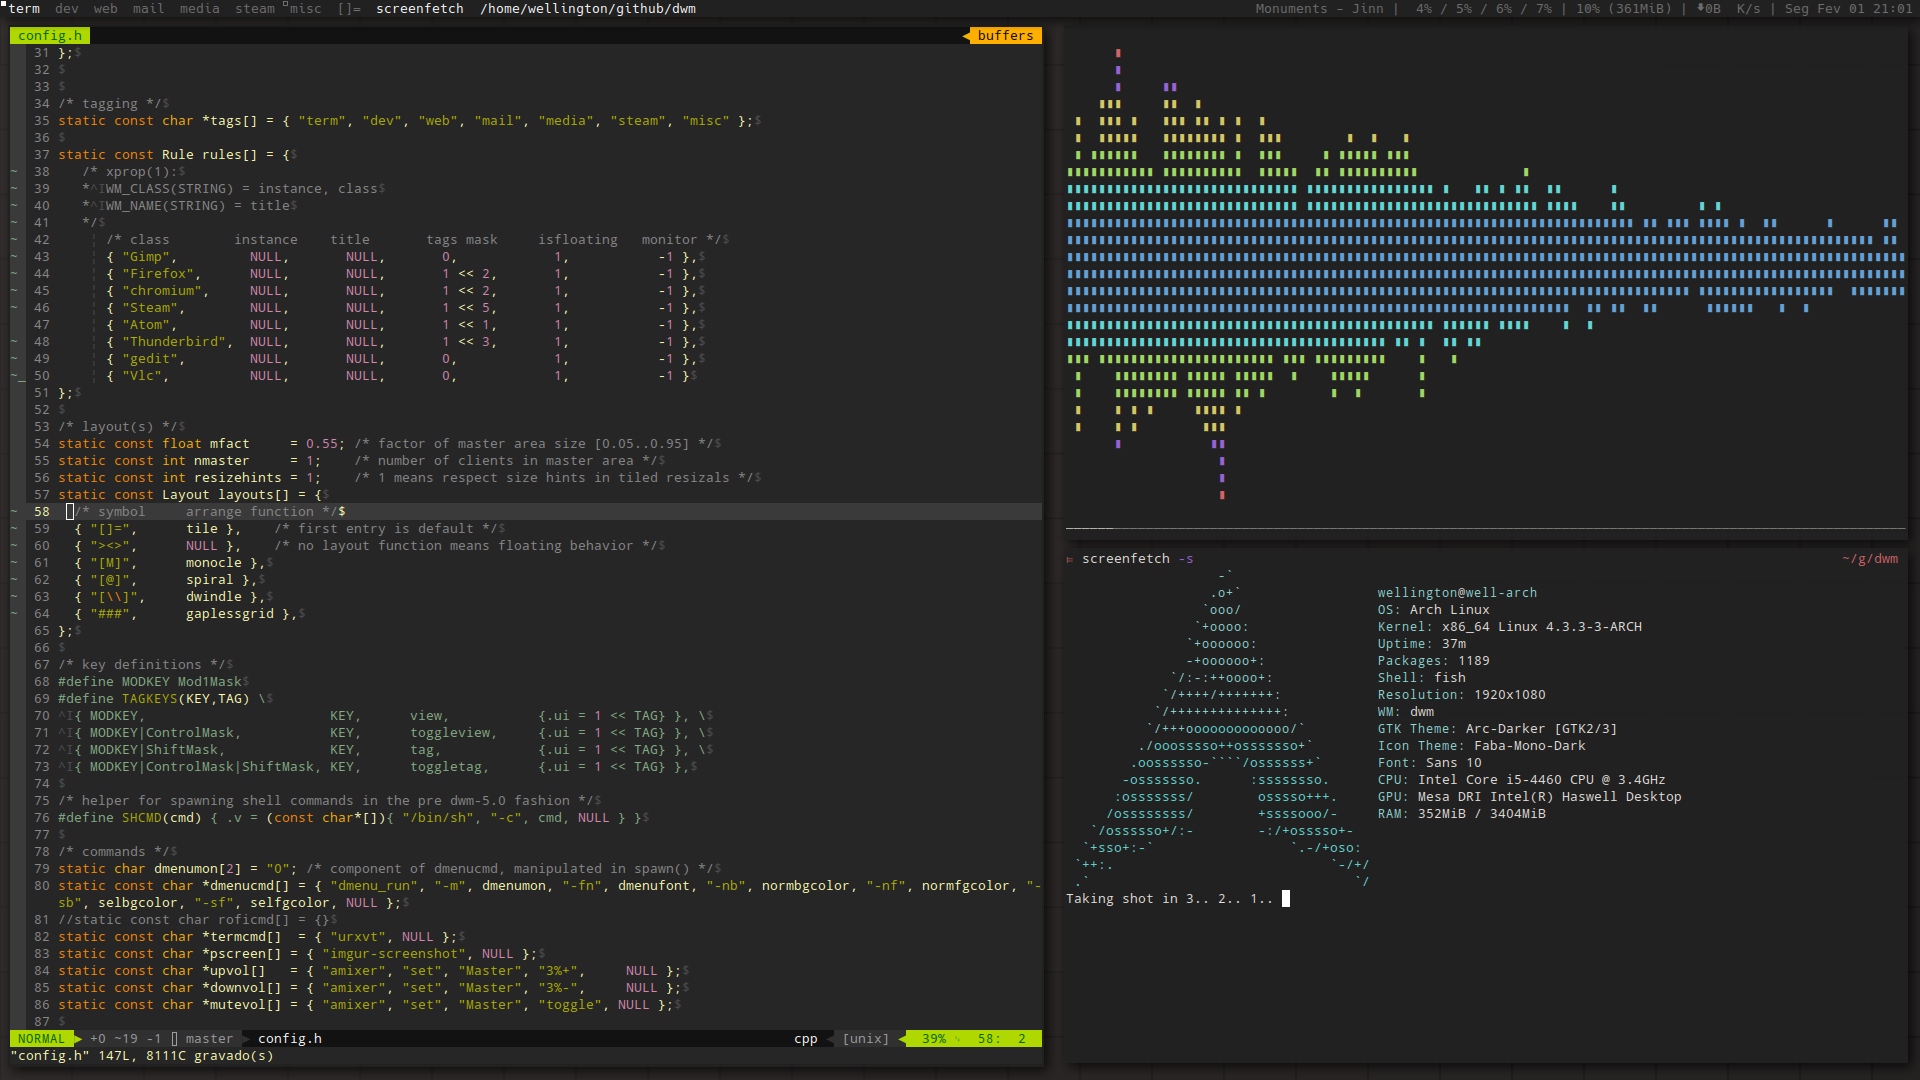 term dev web mail media steam misc []= screenfetch /home/wellington/github/dwm
Monuments - Jinn | 4% / 5% / 6% / 7% | 10% (361MiB) | 0B K/s | Seg Fev 01 21:01
config.h
buffers
31 };$
32 $
33 $
34 /* tagging */$
35 static const char *tags[] = { "term", "dev", "web", "mail", "media", "steam", "misc" };$
36 $
37 static const Rule rules[] = {$
~ 38 /* xprop(1):$
~ 39 *^IWM_CLASS(STRING) = instance, class$
~ 40 *^IWM_NAME(STRING) = title$
~ 41 */$
~ 42 ¦ /* class instance title tags mask isfloating monitor */$
~ 43 ¦ { "Gimp", NULL, NULL, 0, 1, -1 },$
~ 44 ¦ { "Firefox", NULL, NULL, 1 << 2, 1, -1 },$
~ 45 ¦ { "chromium", NULL, NULL, 1 << 2, 1, -1 },$
~ 46 ¦ { "Steam", NULL, NULL, 1 << 5, 1, -1 },$
47 ¦ { "Atom", NULL, NULL, 1 << 1, 1, -1 },$
~ 48 ¦ { "Thunderbird", NULL, NULL, 1 << 3, 1, -1 },$
~ 49 ¦ { "gedit", NULL, NULL, 0, 1, -1 },$
~_ 50 ¦ { "Vlc", NULL, NULL, 0, 1, -1 }$
51 };$
52 $
53 /* layout(s) */$
54 static const float mfact = 0.55; /* factor of master area size [0.05..0.95] */$
55 static const int nmaster = 1; /* number of clients in master area */$
56 static const int resizehints = 1; /* 1 means respect size hints in tiled resizals */$
57 static const Layout layouts[] = {$
~ 58 /* symbol arrange function */$
~ 59 { "[]=", tile }, /* first entry is default */$
~ 60 { "><>", NULL }, /* no layout function means floating behavior */$
~ 61 { "[M]", monocle },$
~ 62 { "[@]", spiral },$
~ 63 { "[\\]", dwindle },$
~ 64 { "###", gaplessgrid },$
65 };$
66 $
67 /* key definitions */$
68 #define MODKEY Mod1Mask$
69 #define TAGKEYS(KEY,TAG) \$
70 ^I{ MODKEY, KEY, view, {.ui = 1 << TAG} }, \$
71 ^I{ MODKEY|ControlMask, KEY, toggleview, {.ui = 1 << TAG} }, \$
72 ^I{ MODKEY|ShiftMask, KEY, tag, {.ui = 1 << TAG} }, \$
73 ^I{ MODKEY|ControlMask|ShiftMask, KEY, toggletag, {.ui = 1 << TAG} },$
74 $
75 /* helper for spawning shell commands in the pre dwm-5.0 fashion */$
76 #define SHCMD(cmd) { .v = (const char*[]){ "/bin/sh", "-c", cmd, NULL } }$
77 $
78 /* commands */$
79 static char dmenumon[2] = "0"; /* component of dmenucmd, manipulated in spawn() */$
80 static const char *dmenucmd[] = { "dmenu_run", "-m", dmenumon, "-fn", dmenufont, "-nb", normbgcolor, "-nf", normfgcolor, "-
sb", selbgcolor, "-sf", selfgcolor, NULL };$
81 //static const char roficmd[] = {}$
82 static const char *termcmd[] = { "urxvt", NULL };$
83 static const char *pscreen[] = { "imgur-screenshot", NULL };$
84 static const char *upvol[] = { "amixer", "set", "Master", "3%+", NULL };$
85 static const char *downvol[] = { "amixer", "set", "Master", "3%-", NULL };$
86 static const char *mutevol[] = { "amixer", "set", "Master", "toggle", NULL };$
87 $
NORMAL +0 ~19 -1 master config.h cpp [unix] 39% 58: 2
"config.h" 147L, 8111C gravado(s)
screenfetch -s ~/g/dwm
-`
.o+` wellington@well-arch
`ooo/ OS: Arch Linux
`+oooo: Kernel: x86_64 Linux 4.3.3-3-ARCH
`+oooooo: Uptime: 37m
-+oooooo+: Packages: 1189
`/:-:++oooo+: Shell: fish
`/++++/+++++++: Resolution: 1920x1080
`/++++++++++++++: WM: dwm
`/+++ooooooooooooo/` GTK Theme: Arc-Darker [GTK2/3]
./ooosssso++osssssso+` Icon Theme: Faba-Mono-Dark
.oossssso-````/ossssss+` Font: Sans 10
-osssssso. :ssssssso. CPU: Intel Core i5-4460 CPU @ 3.4GHz
:osssssss/ osssso+++. GPU: Mesa DRI Intel(R) Haswell Desktop
/ossssssss/ +ssssooo/- RAM: 352MiB / 3404MiB
`/ossssso+/:- -:/+osssso+-
`+sso+:-` `.-/+oso:
`++:. `-/+/
.` `/
Taking shot in 3.. 2.. 1..